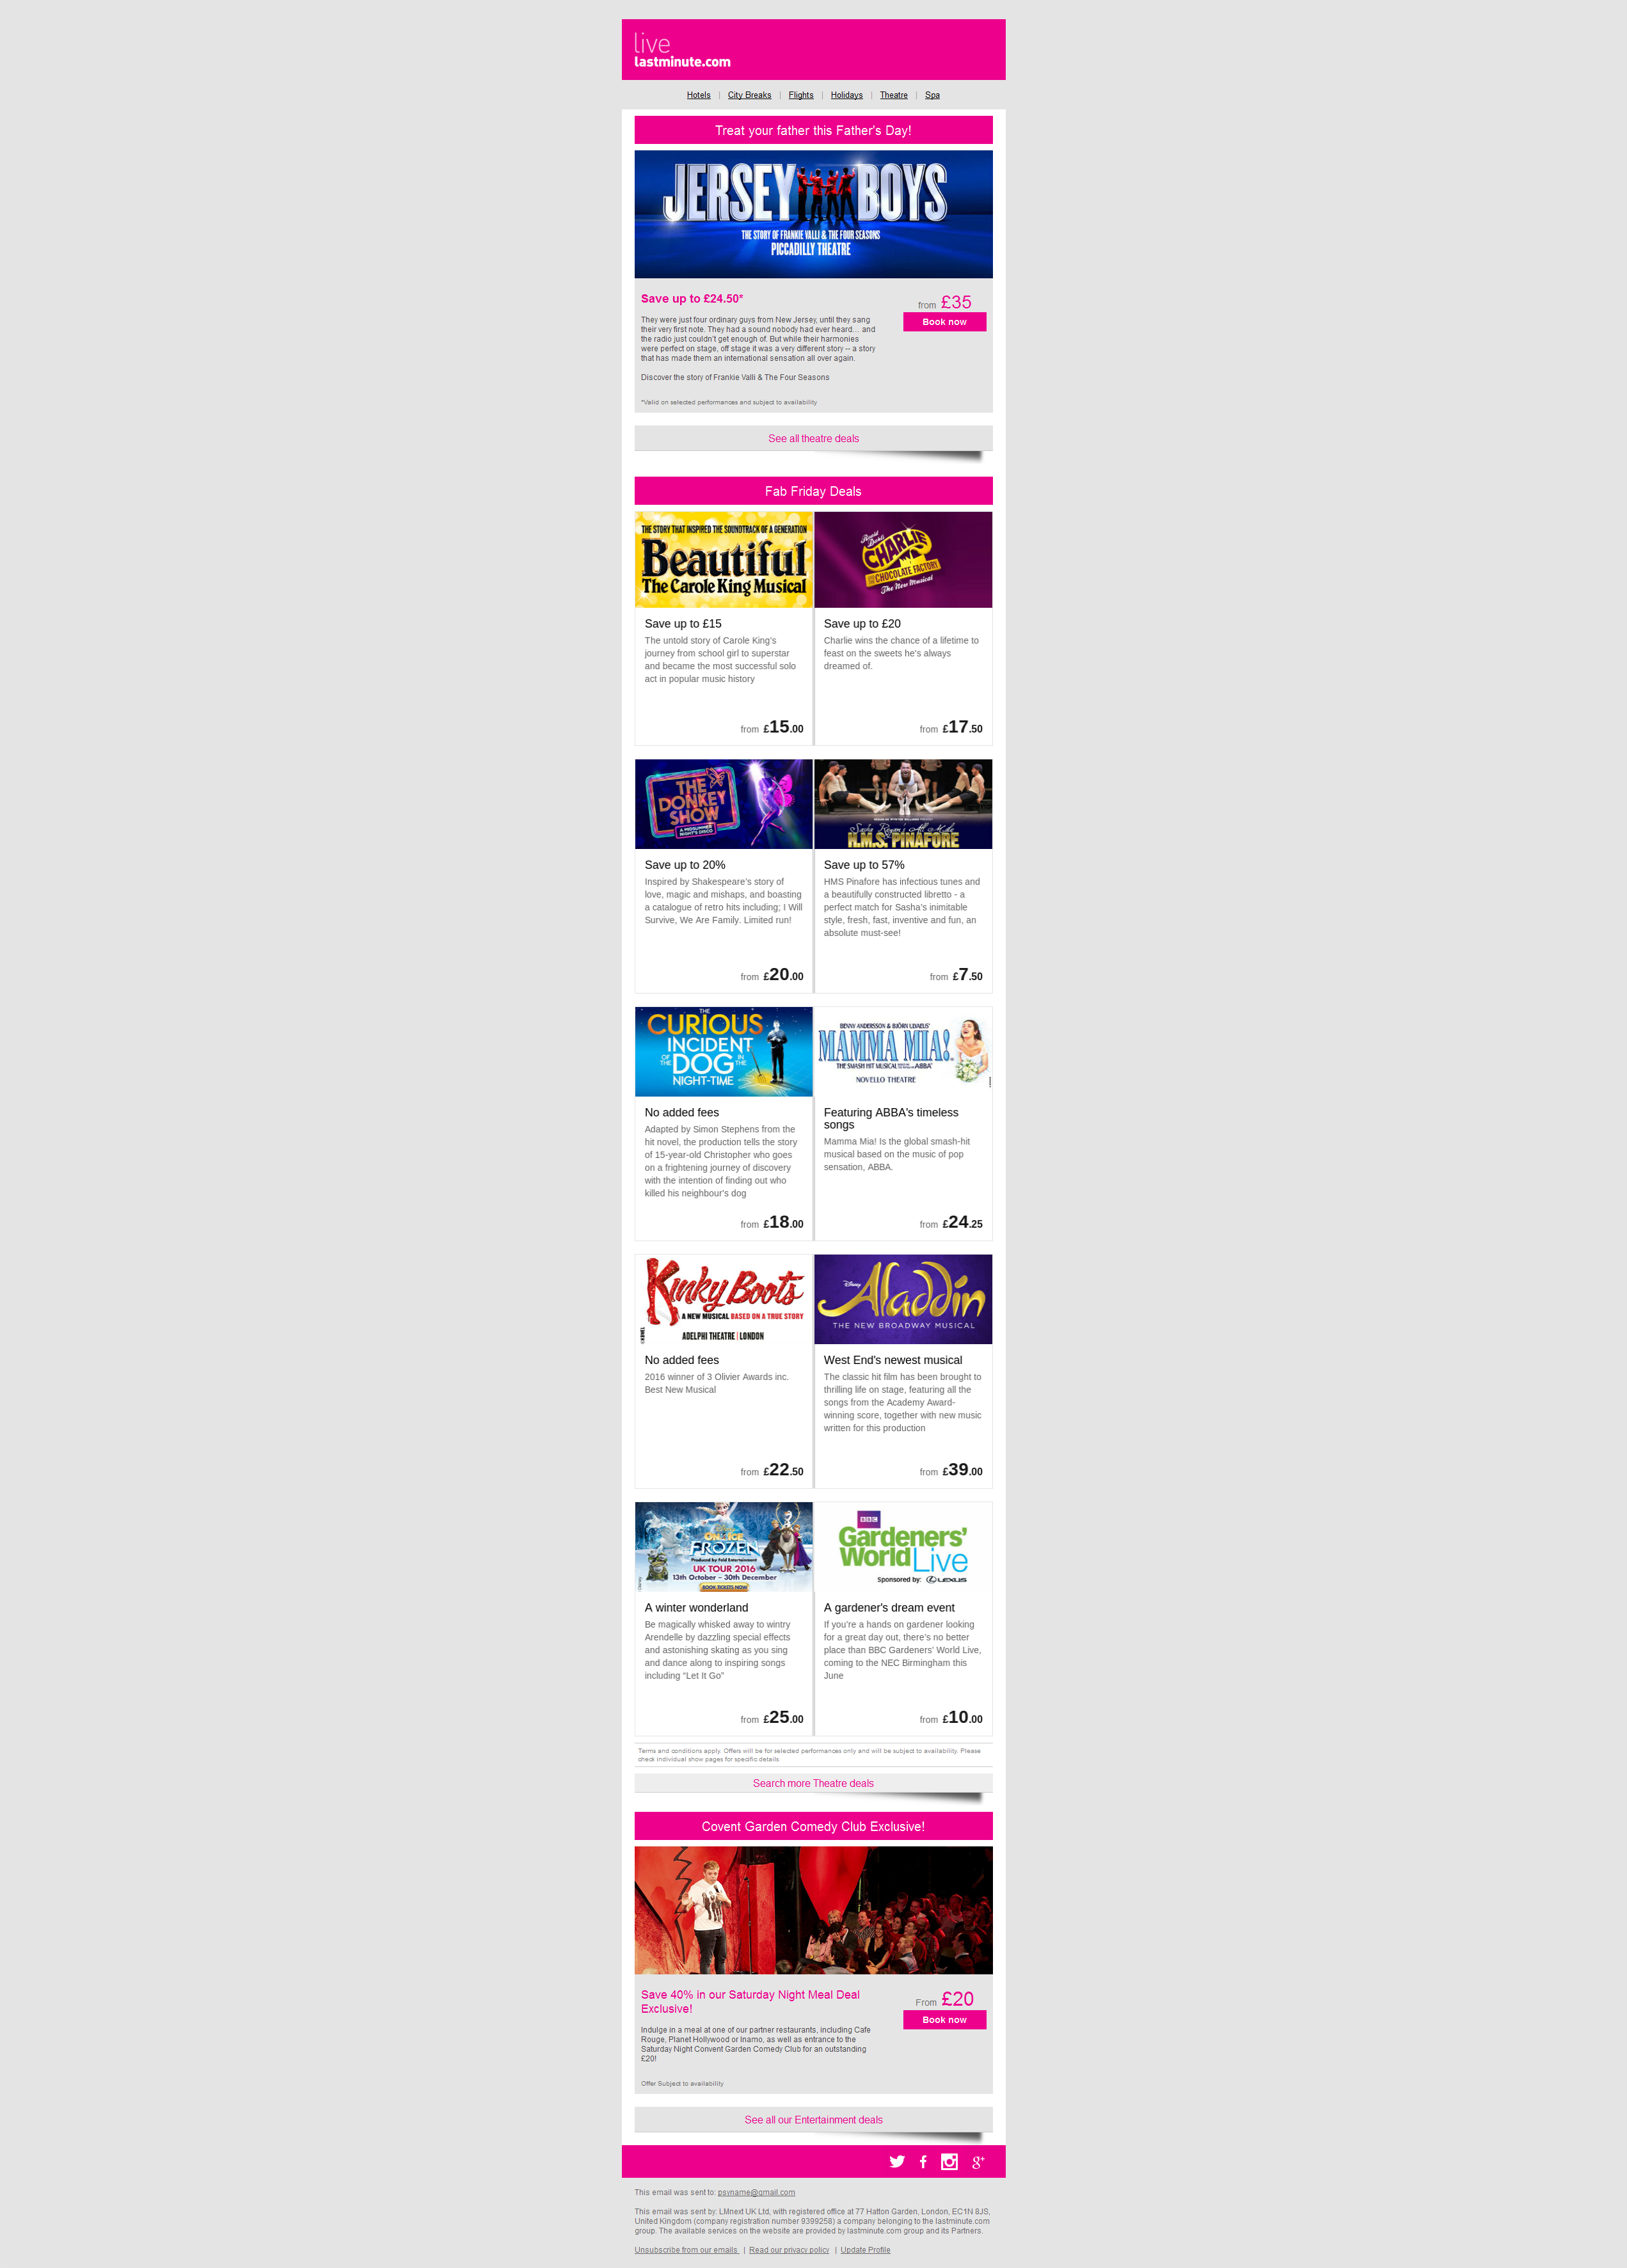 live
lastminute.com
Hotels | City Breaks | Flights | Holidays | Theatre | Spa
Treat your father this Father's Day!
JERSEY BOYS
THE STORY OF FRANKIE VALLI & THE FOUR SEASONS
PICCADILLY THEATRE
Save up to £24.50*
from £35
Book now
They were just four ordinary guys from New Jersey, until they sang
their very first note. They had a sound nobody had ever heard… and
the radio just couldn't get enough of. But while their harmonies
were perfect on stage, off stage it was a very different story – a story
that has made them an international sensation all over again.
Discover the story of Frankie Valli & The Four Seasons
*Valid on selected performances and subject to availability
See all theatre deals
Fab Friday Deals
THE STORY THAT INSPIRED THE SOUNDTRACK OF A GENERATION
Beautiful
The Carole King Musical
Save up to £15
The untold story of Carole King's
journey from school girl to superstar
and became the most successful solo
act in popular music history
from £15.00
Roald Dahl's
CHARLIE
AND THE
CHOCOLATE FACTORY
The New Musical
Save up to £20
Charlie wins the chance of a lifetime to
feast on the sweets he's always
dreamed of.
from £17.50
THE
DONKEY
SHOW
A MIDSUMMER
NIGHT'S DISCO
Save up to 20%
Inspired by Shakespeare's story of
love, magic and mishaps, and boasting
a catalogue of retro hits including; I Will
Survive, We Are Family. Limited run!
from £20.00
Sasha Regan's All Male
H.M.S. PINAFORE
Save up to 57%
HMS Pinafore has infectious tunes and
a beautifully constructed libretto - a
perfect match for Sasha's inimitable
style, fresh, fast, inventive and fun, an
absolute must-see!
from £7.50
THE
CURIOUS
INCIDENT
OF THE DOG IN THE
NIGHT-TIME
No added fees
Adapted by Simon Stephens from the
hit novel, the production tells the story
of 15-year-old Christopher who goes
on a frightening journey of discovery
with the intention of finding out who
killed his neighbour's dog
from £18.00
BENNY ANDERSSON & BJÖRN ULVAEUS'
MAMMA MIA!
THE SMASH HIT MUSICAL BASED ON THE SONGS OF ABBA
NOVELLO THEATRE
Featuring ABBA's timeless
songs
Mamma Mia! Is the global smash-hit
musical based on the music of pop
sensation, ABBA.
from £24.25
Kinky Boots
A NEW MUSICAL BASED ON A TRUE STORY
ADELPHI THEATRE | LONDON
No added fees
2016 winner of 3 Olivier Awards inc.
Best New Musical
from £22.50
Disney
Aladdin
THE NEW BROADWAY MUSICAL
West End's newest musical
The classic hit film has been brought to
thrilling life on stage, featuring all the
songs from the Academy Award-
winning score, together with new music
written for this production
from £39.00
Disney
ON ICE
FROZEN
Produced by Feld Entertainment
UK TOUR 2016
13th October – 30th December
BOOK TICKETS NOW
A winter wonderland
Be magically whisked away to wintry
Arendelle by dazzling special effects
and astonishing skating as you sing
and dance along to inspiring songs
including “Let It Go”
from £25.00
BBC
Gardeners'
World Live
Sponsored by: LEXUS
A gardener's dream event
If you're a hands on gardener looking
for a great day out, there's no better
place than BBC Gardeners' World Live,
coming to the NEC Birmingham this
June
from £10.00
Terms and conditions apply. Offers will be for selected performances only and will be subject to availability. Please
check individual show pages for specific details.
Search more Theatre deals
Covent Garden Comedy Club Exclusive!
Save 40% in our Saturday Night Meal Deal
Exclusive!
From £20
Book now
Indulge in a meal at one of our partner restaurants, including Cafe
Rouge, Planet Hollywood or Inamo, as well as entrance to the
Saturday Night Convent Garden Comedy Club for an outstanding
£20!
Offer Subject to availability
See all our Entertainment deals
This email was sent to: psyname@gmail.com
This email was sent by: LMnext UK Ltd, with registered office at 77 Hatton Garden, London, EC1N 8JS,
United Kingdom (company registration number 9399258) a company belonging to the lastminute.com
group. The available services on the website are provided by lastminute.com group and its Partners.
Unsubscribe from our emails | Read our privacy policy | Update Profile